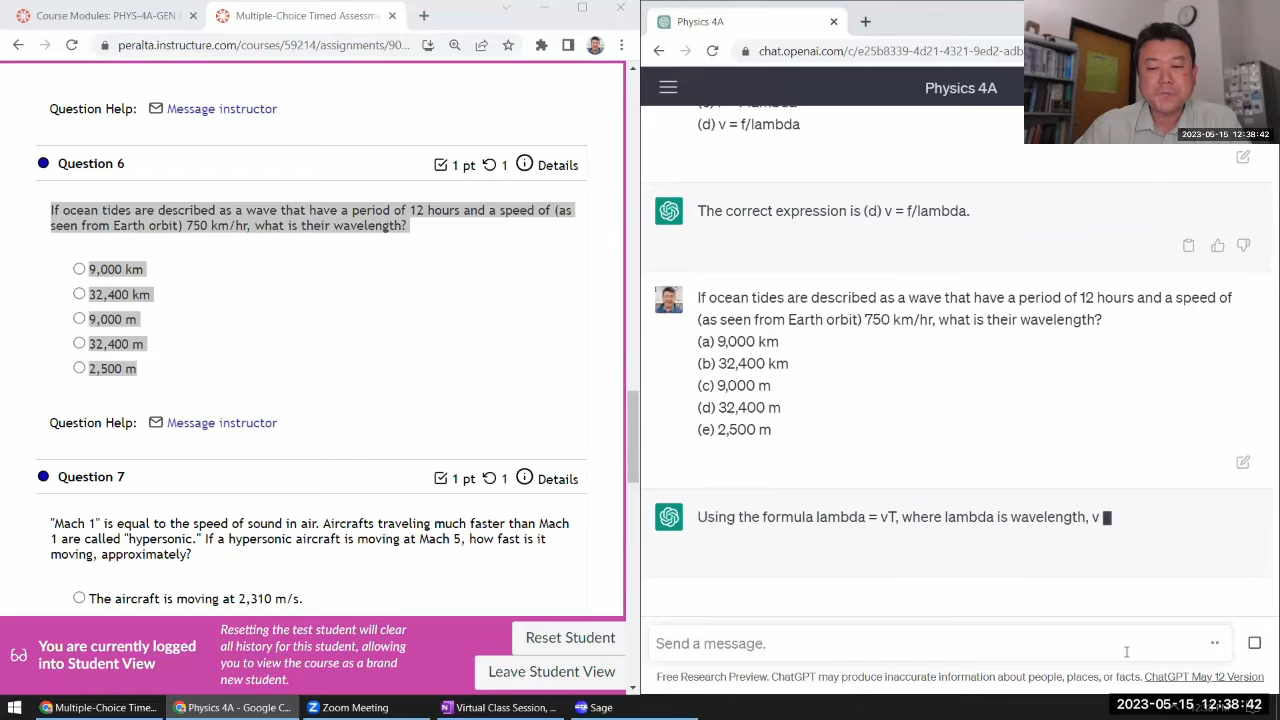 Course Modules: PHYS-4A-GEN
Multiple-Choice Timed Assessm
peralta.instructure.com/courses/59214/assignments/90...
Question Help: Message instructor
Question 6
1 pt 1 Details
If ocean tides are described as a wave that have a period of 12 hours and a speed of (as
seen from Earth orbit) 750 km/hr, what is their wavelength?
9,000 km
32,400 km
9,000 m
32,400 m
2,500 m
Question Help: Message instructor
Question 7
1 pt 1 Details
"Mach 1" is equal to the speed of sound in air. Aircrafts traveling much faster than Mach
1 are called "hypersonic." If a hypersonic aircraft is moving at Mach 5, how fast is it
moving, approximately?
The aircraft is moving at 2,310 m/s.
You are currently logged
into Student View
Resetting the test student will clear
all history for this student, allowing
you to view the course as a brand
new student.
Reset Student
Leave Student View
Physics 4A
chat.openai.com/c/e25b8339-4d21-4321-9ed2-adb
Physics 4A
(d) v = f/lambda
The correct expression is (d) v = f/lambda.
If ocean tides are described as a wave that have a period of 12 hours and a speed of
(as seen from Earth orbit) 750 km/hr, what is their wavelength?
(a) 9,000 km
(b) 32,400 km
(c) 9,000 m
(d) 32,400 m
(e) 2,500 m
Using the formula lambda = vT, where lambda is wavelength, v
Send a message.
Free Research Preview. ChatGPT may produce inaccurate information about people, places, or facts. ChatGPT May 12 Version
2023-05-15 12:38:42
Multiple-Choice Time...
Physics 4A - Google C...
Zoom Meeting
Virtual Class Session, ...
Sage
2023-05-15 12:38:42